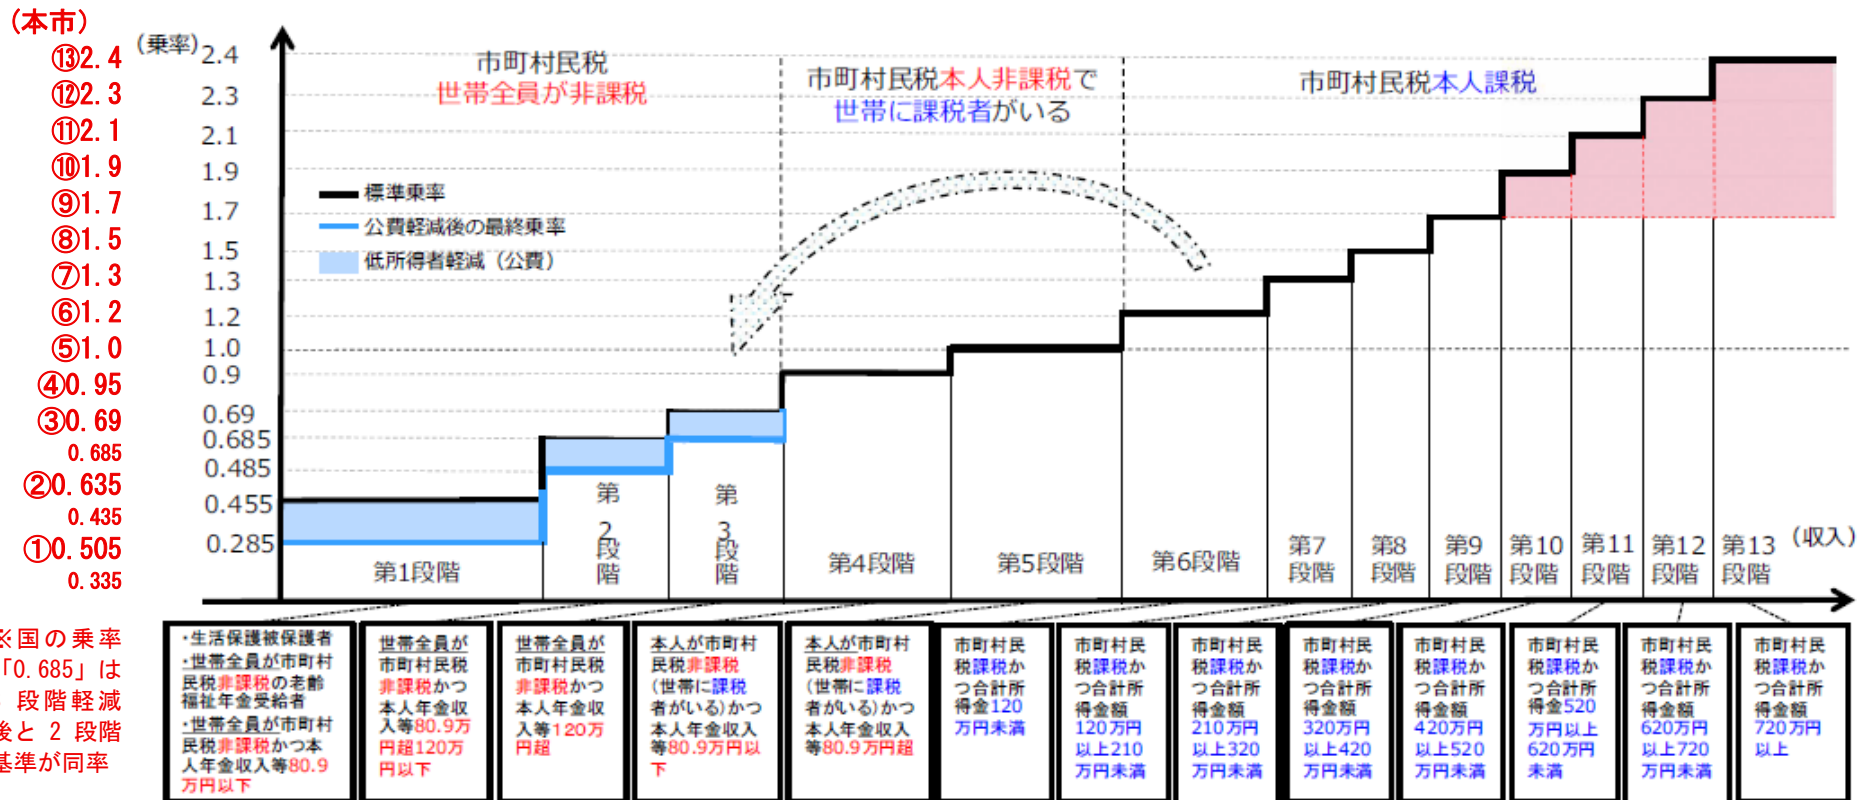 （本市）
⑬2.4
⑫2.3
⑪2.1
⑩1.9
⑨1.7
⑧1.5
⑦1.3
⑥1.2
⑤1.0
④0.95
③0.69
0.685
②0.635
0.435
①0.505
0.335
※国の乗率
「0.685」は
段階軽減
後と 2 段階
基準が同率
（乗率）
2.4
2.3
2.1
1.9
1.7
1.5
1.3
1.2
1.0
0.9
0.69
0.685
0.485
0.455
0.285
市町村民税
世帯全員が非課税
市町村民税本人非課税で
世帯に課税者がいる
市町村民税本人課税
標準乗率
公費軽減後の最終乗率
低所得者軽減（公費）
第1段階
第
2
段
階
第
3
段
階
第4段階
第5段階
第6段階
第7
段階
第8
段階
第9
段階
第10
段階
第11
段階
第12
段階
第13
段階
（収入）
・生活保護被保護者
・世帯全員が市町村
民税非課税の老齢
福祉年金受給者
・世帯全員が市町村
民税非課税かつ本
人年金収入等80.9
万円以下
世帯全員が
市町村民税
非課税かつ
本人年金収
入等80.9万
円超120万
円以下
世帯全員が
市町村民税
非課税かつ
本人年金収
入等120万
円超
本人が市町村
民税非課税
（世帯に課税
者がいる）かつ
本人年金収入
等80.9万円以
下
本人が市町村
民税非課税
（世帯に課税
者がいる）かつ
本人年金収入
等80.9万円超
市町村民
税課税か
つ合計所
得金120
万円未満
市町村民
税課税か
つ合計所
得金額
120万円
以上210
万円未満
市町村民
税課税か
つ合計所
得金額
210万円
以上320
万円未満
市町村民
税課税か
つ合計所
得金額
320万円
以上420
万円未満
市町村民
税課税か
つ合計所
得金額
420万円
以上520
万円未満
市町村民
税課税か
つ合計所
得金520
万円以上
620万円
未満
市町村民
税課税か
つ合計所
得金額
620万円
以上720
万円未満
市町村民
税課税か
つ合計所
得金額
720万円
以上